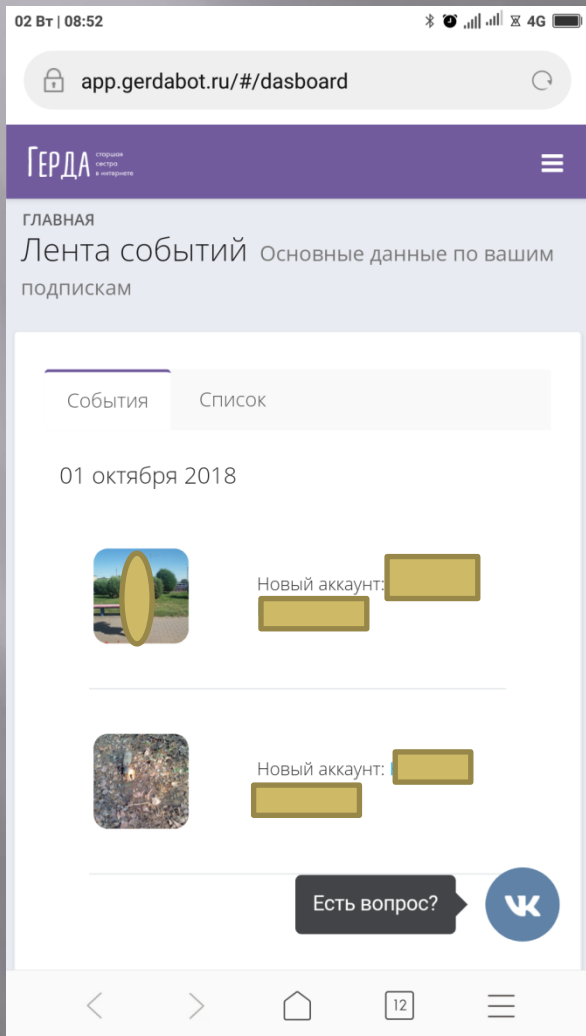 02 Вт | 08:52
4G
app.gerdabot.ru/#/dasboard
ГЕРДА
старшая
сестра
в интернете
ГЛАВНАЯ
Лента событий Основные данные по вашим
подпискам
События Список
01 октября 2018
Новый аккаунт:
Новый аккаунт:
Есть вопрос?
12